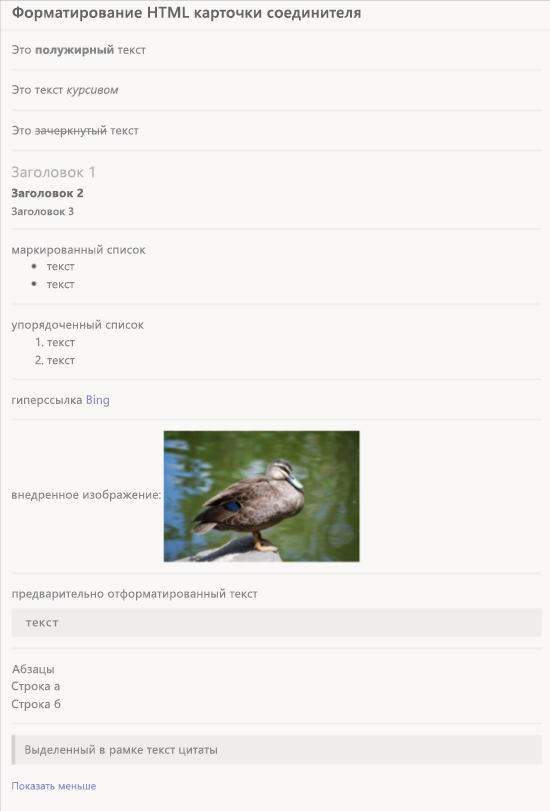 Форматирование HTML карточки соединителя
Это полужирный текст
Это текст курсивом
Это зачеркнутый текст
Заголовок 1
Заголовок 2
Заголовок 3
маркированный список
• текст
• текст
упорядоченный список
1. текст
2. текст
гиперссылка Bing
внедренное изображение:
предварительно отформатированный текст
текст
Абзацы
Строка а
Строка б
Выделенный в рамке текст цитаты
Показать меньше